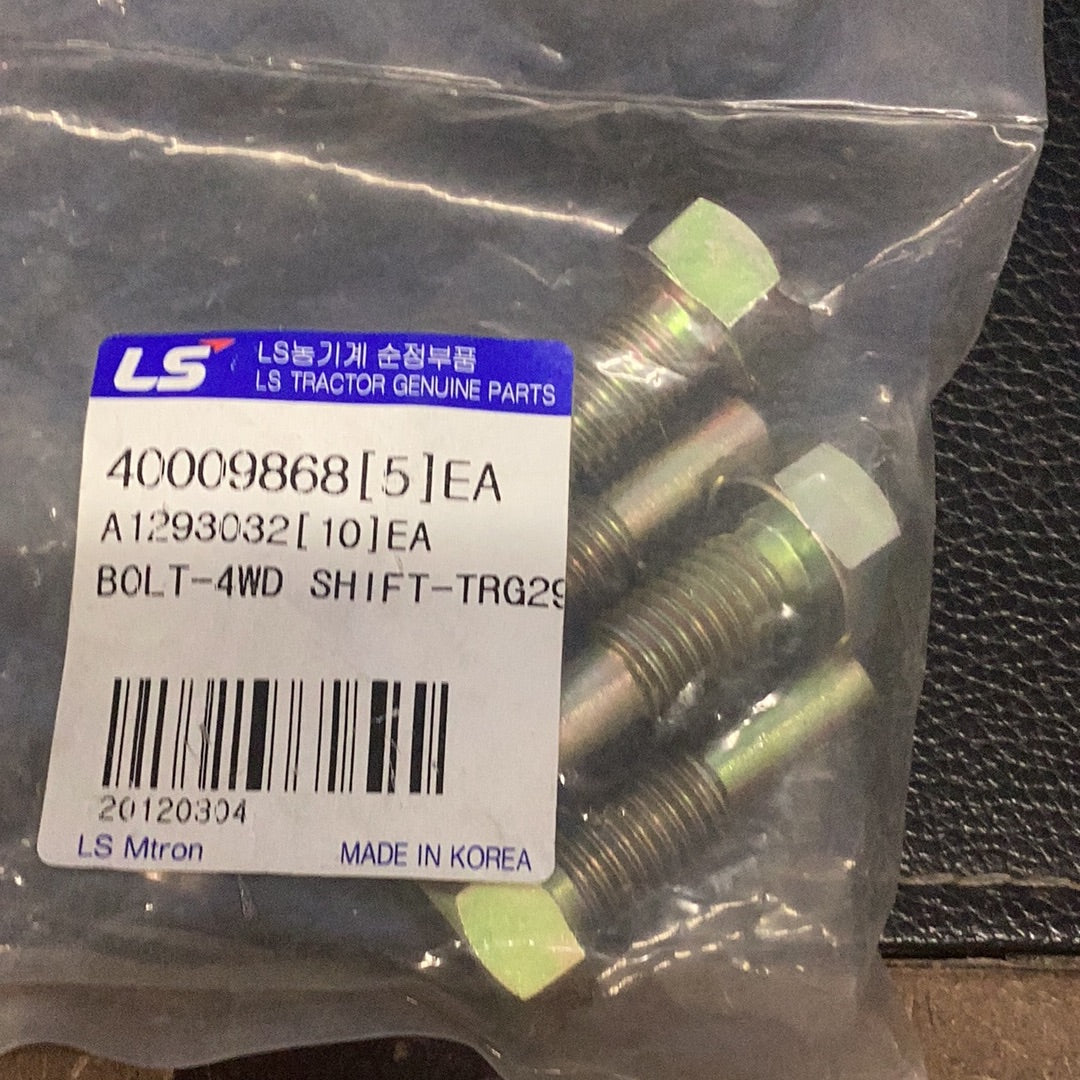 LS
LS농기계 순정부품
LS TRACTOR GENUINE PARTS
40009868[5]EA
A1293032[10]EA
BOLT-4WD SHIFT-TRG29
20120304
LS Mtron
MADE IN KOREA